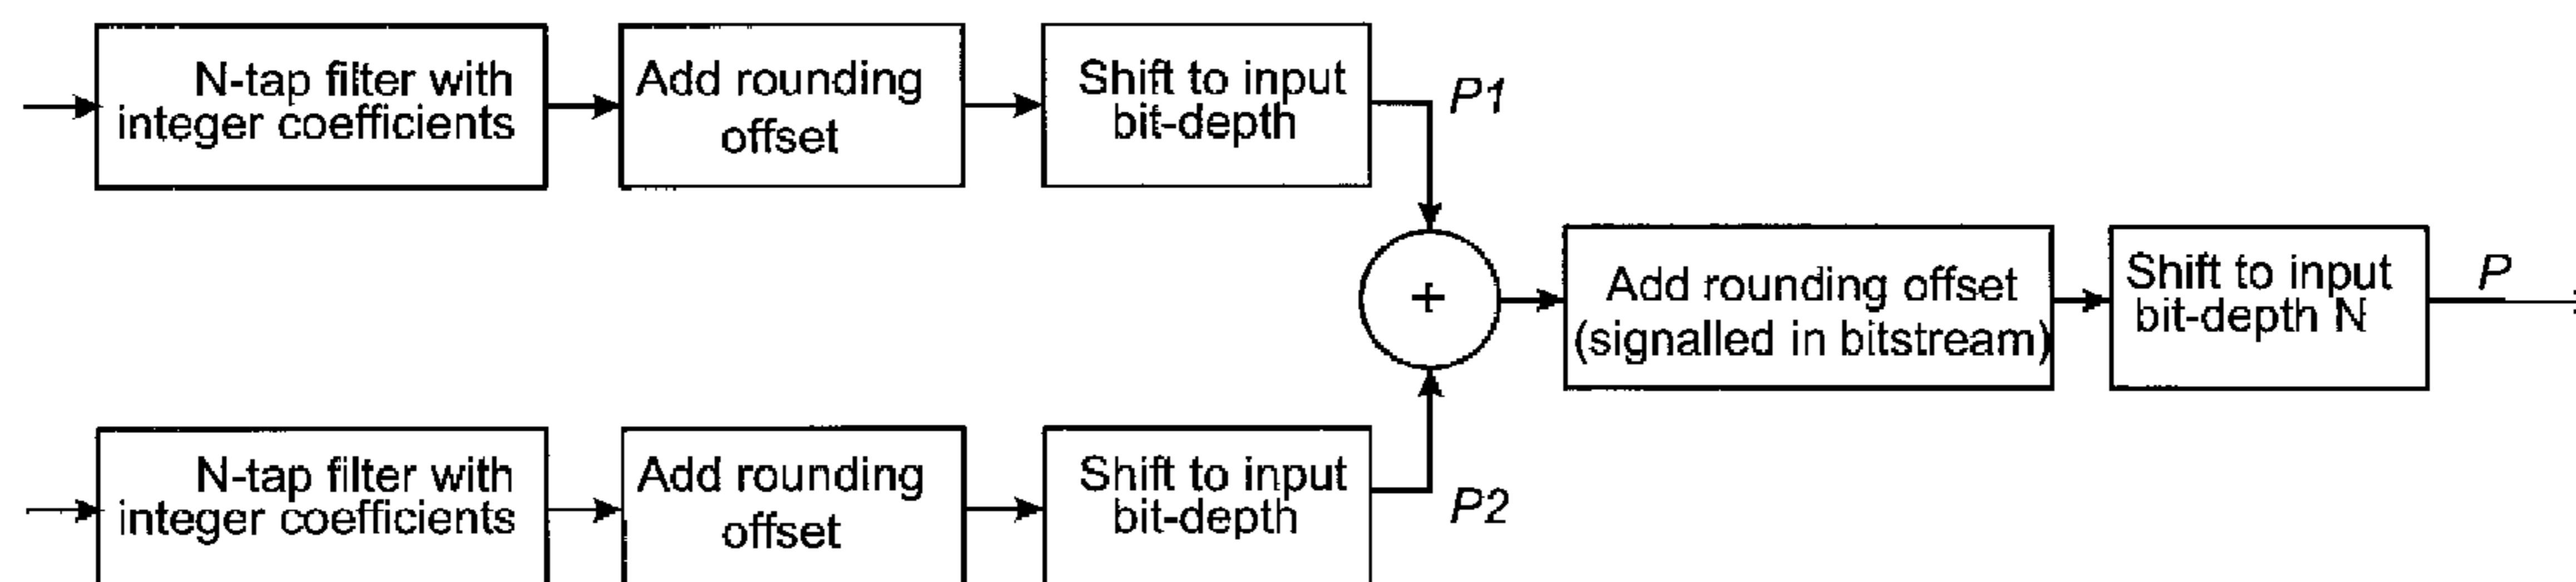 N-tap filter with
integer coefficients
Add rounding
offset
Shift to input
bit-depth
P1
+
Add rounding offset
(signalled in bitstream)
Shift to input
bit-depth N
P
N-tap filter with
integer coefficients
Add rounding
offset
Shift to input
bit-depth
P2